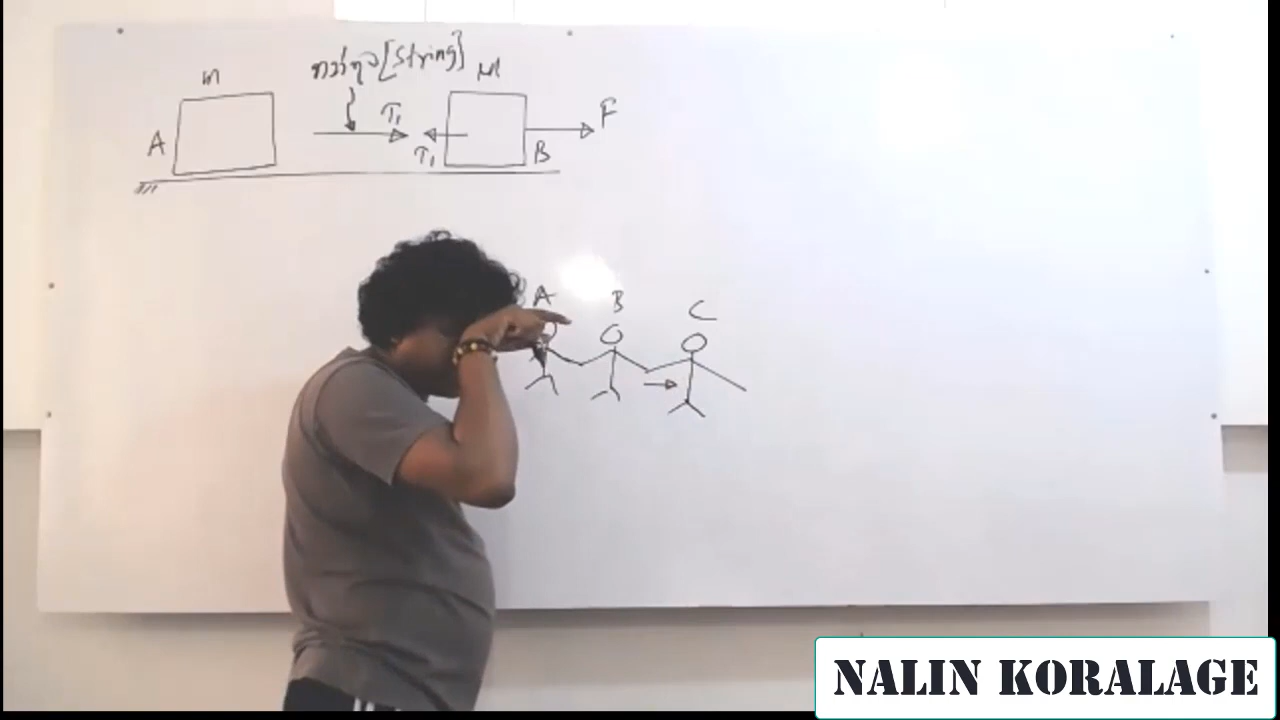 m
තන්තුව [String]
M
A
T₁
T₁
F
B
A
B
C
NALIN KORALAGE